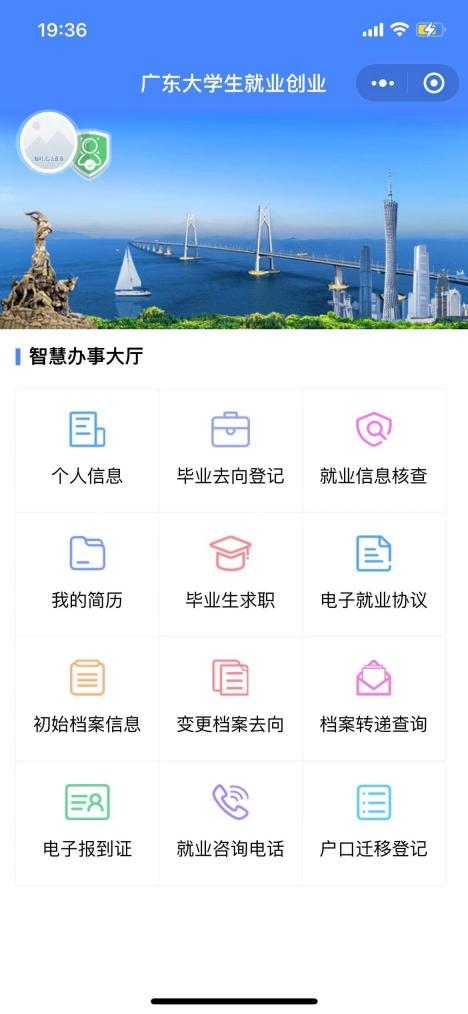 19:36
广东大学生就业创业
智慧办事大厅
个人信息
毕业去向登记
就业信息核查
我的简历
毕业生求职
电子就业协议
初始档案信息
变更档案去向
档案转递查询
电子报到证
就业咨询电话
户口迁移登记